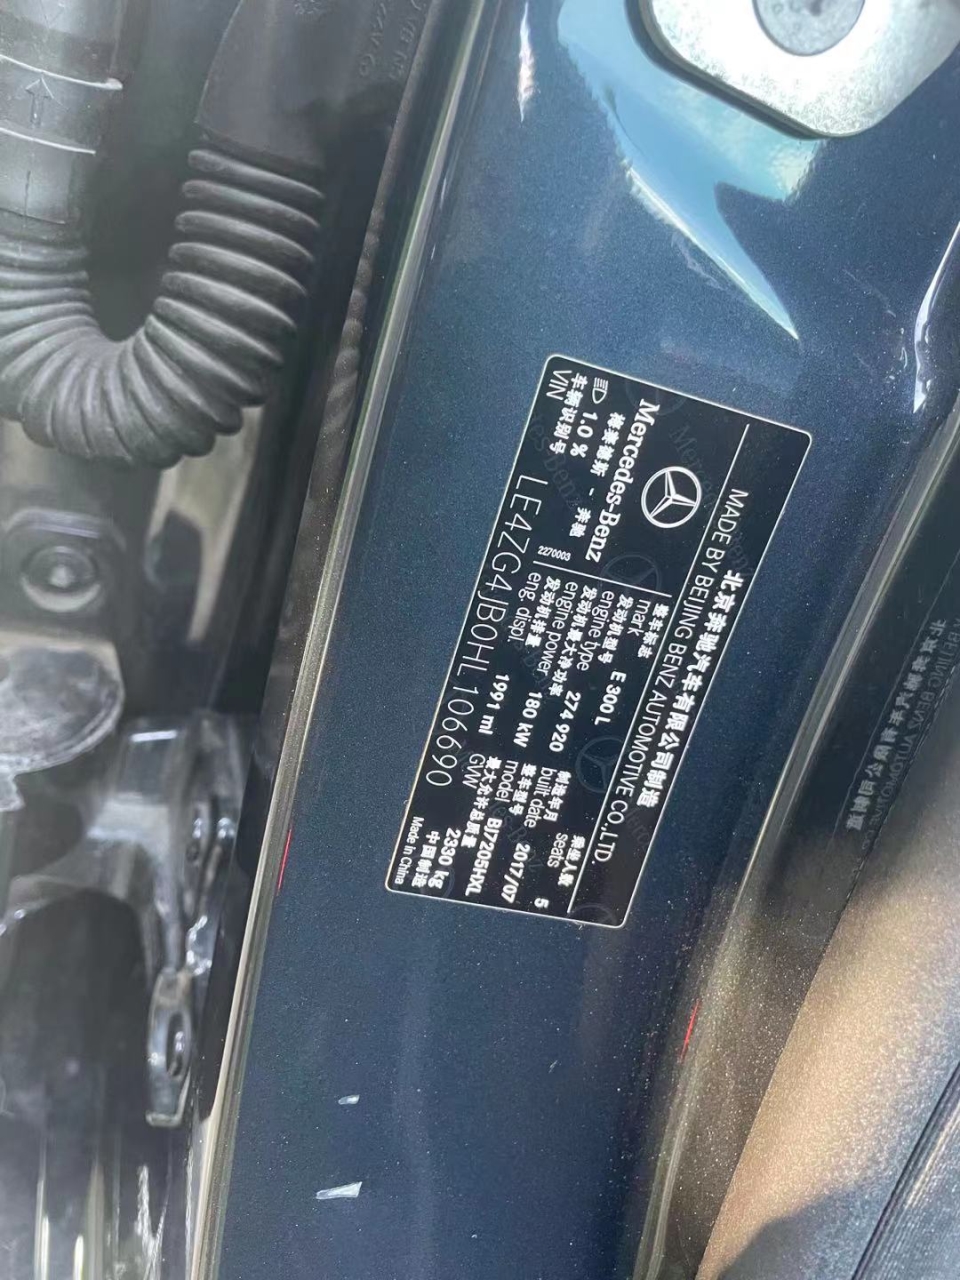 北京奔驰汽车有限公司制造
MADE BY BEIJING BENZ AUTOMOTIVE CO.,LTD.
Mercedes-Benz
梅赛德斯 - 奔驰
1.0 %
2270003
整车标志
mark
E 300 L
乘坐人数
seats
5
发动机型号
engine type
274 920
制造年月
built date
2017/07
发动机最大净功率
engine power
180 kW
整车型号
model
BJ7205HXL
发动机排量
eng. displ
1991 ml
最大允许总质量
GVW
2330 kg
车辆识别号
VIN
LE4ZG4JB0HL106690
中国制造
Made in China